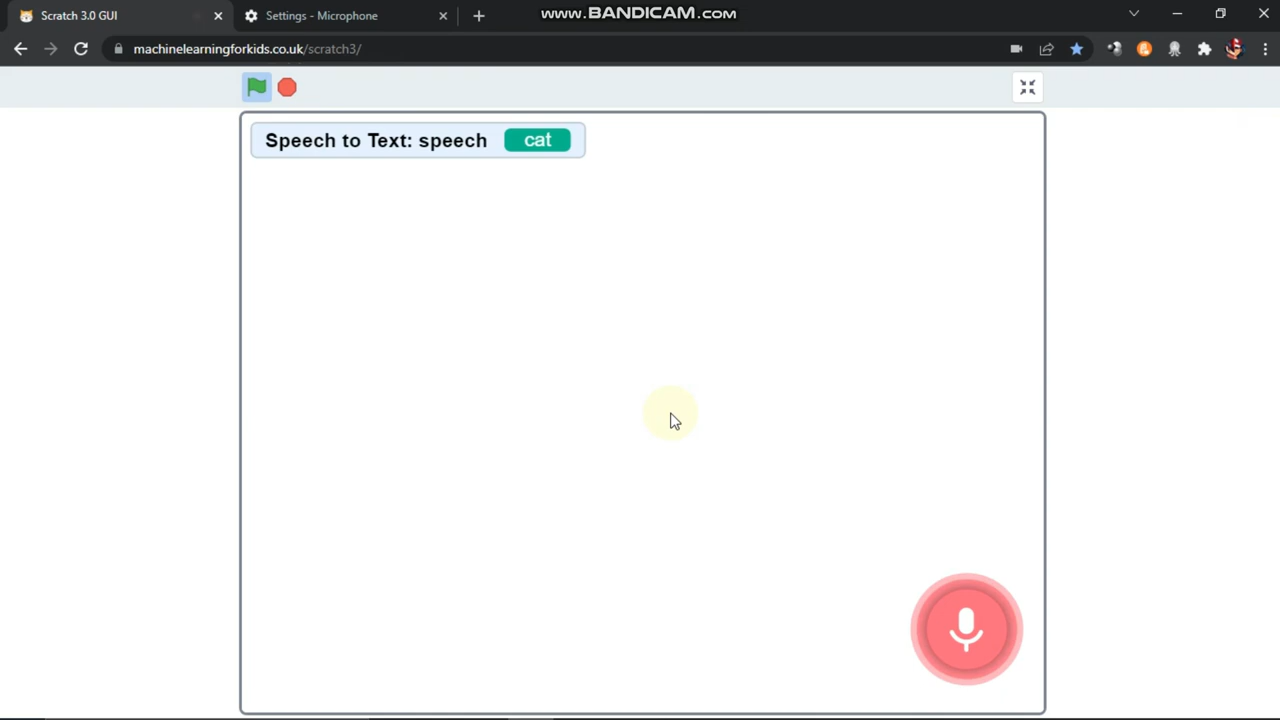 Scratch 3.0 GUI
Settings - Microphone
www.BANDICAM.com
machinelearningforkids.co.uk/scratch3/
Speech to Text: speech cat